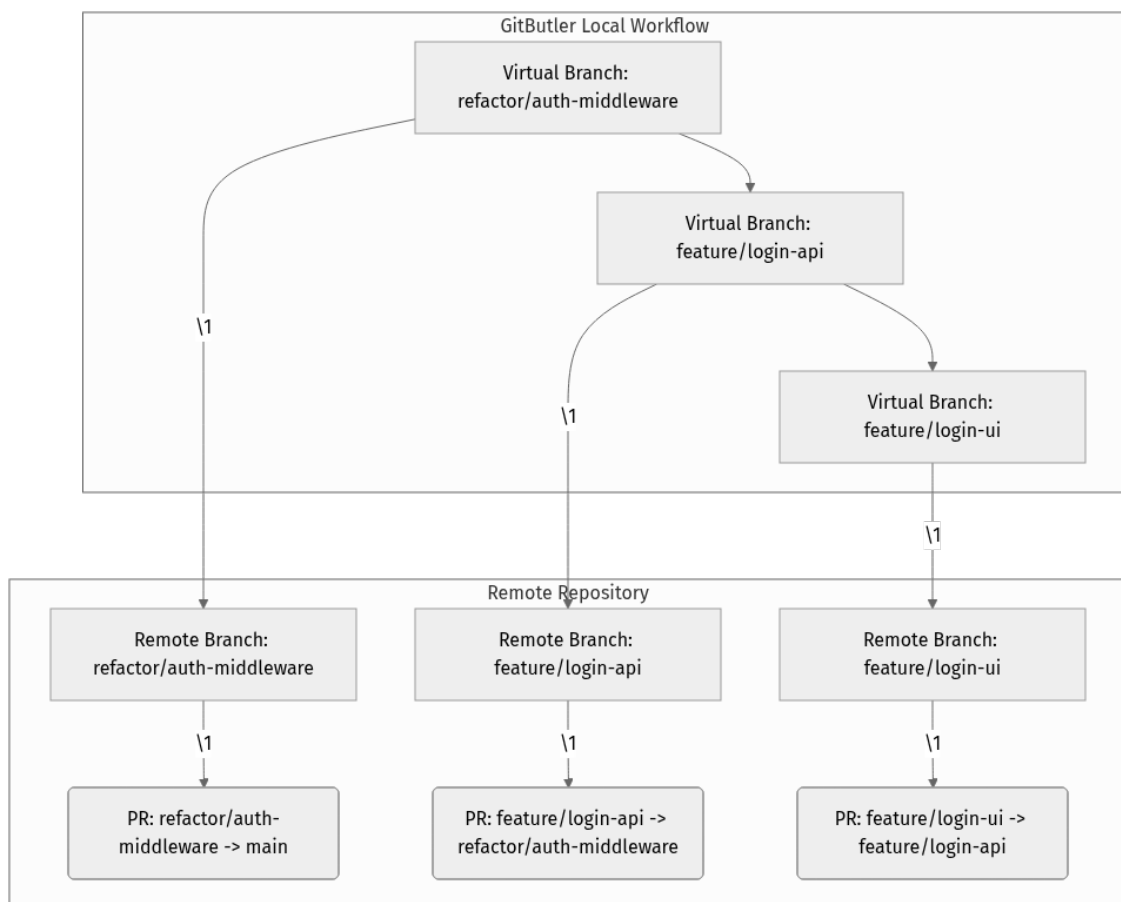 GitButler Local Workflow
Virtual Branch:
refactor/auth-middleware
Virtual Branch:
feature/login-api
\1
Virtual Branch:
feature/login-ui
\1
\1
Remote Repository
Remote Branch:
refactor/auth-middleware
Remote Branch:
feature/login-api
Remote Branch:
feature/login-ui
\1
\1
\1
PR: refactor/auth-
middleware -> main
PR: feature/login-api ->
refactor/auth-middleware
PR: feature/login-ui ->
feature/login-api